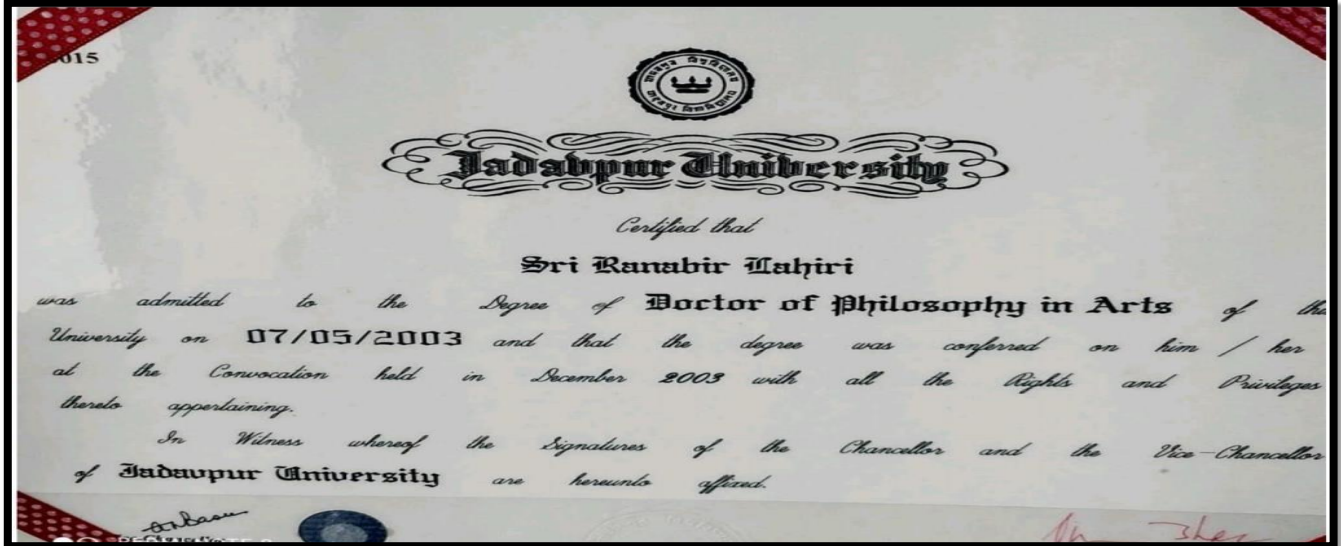 015
যাদবপুর বিশ্ববিদ্যালয়
Jadavpur University
Certified that
Sri Ranabir Lahiri
was admitted to the Degree of Doctor of Philosophy in Arts of the
University on 07/05/2003 and that the degree was conferred on him / her
at the Convocation held in December 2003 with all the Rights and Privileges
thereto appertaining.
In Witness whereof the Signatures of the Chancellor and the Vice-Chancellor
of Jadavpur University are hereunto affixed.